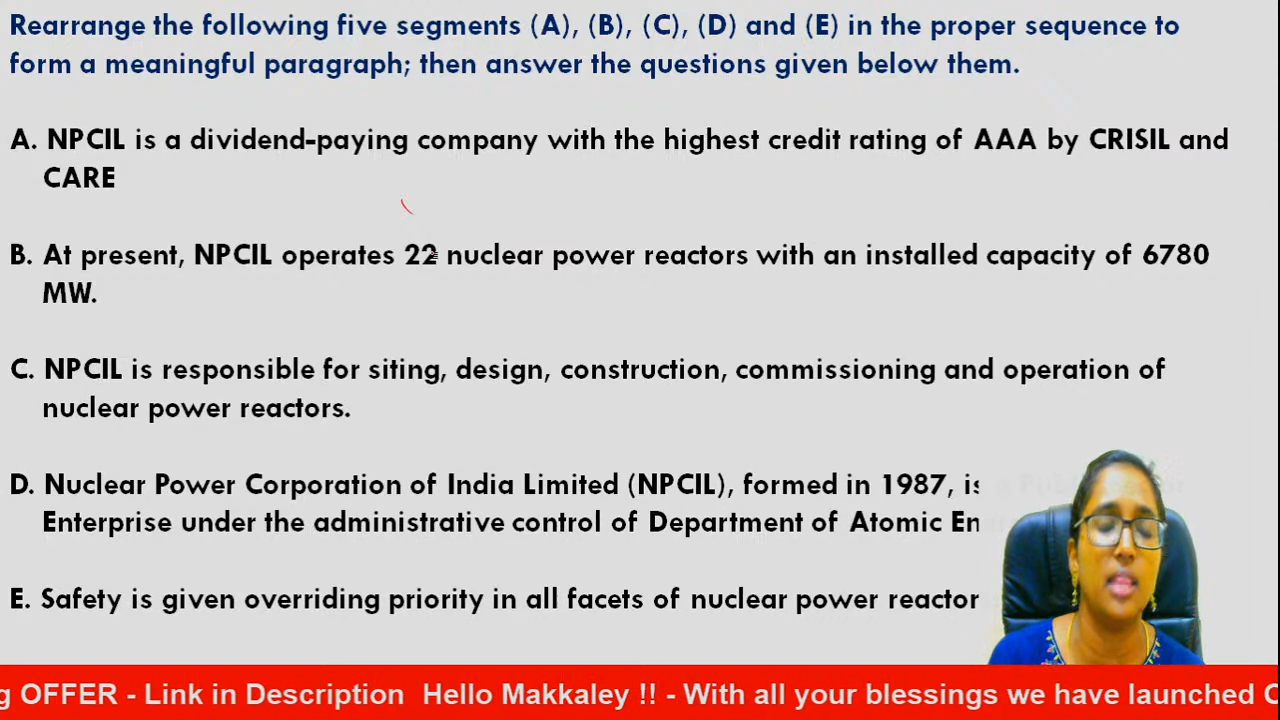 Rearrange the following five segments (A), (B), (C), (D) and (E) in the proper sequence to
form a meaningful paragraph; then answer the questions given below them.
A. NPCIL is a dividend-paying company with the highest credit rating of AAA by CRISIL and
CARE
B. At present, NPCIL operates 22 nuclear power reactors with an installed capacity of 6780
MW.
C. NPCIL is responsible for siting, design, construction, commissioning and operation of
nuclear power reactors.
D. Nuclear Power Corporation of India Limited (NPCIL), formed in 1987, is a
Enterprise under the administrative control of Department of Atomic
E. Safety is given overriding priority in all facets of nuclear power
g OFFER - Link in Description Hello Makkaley !! - With all your blessings we have launched